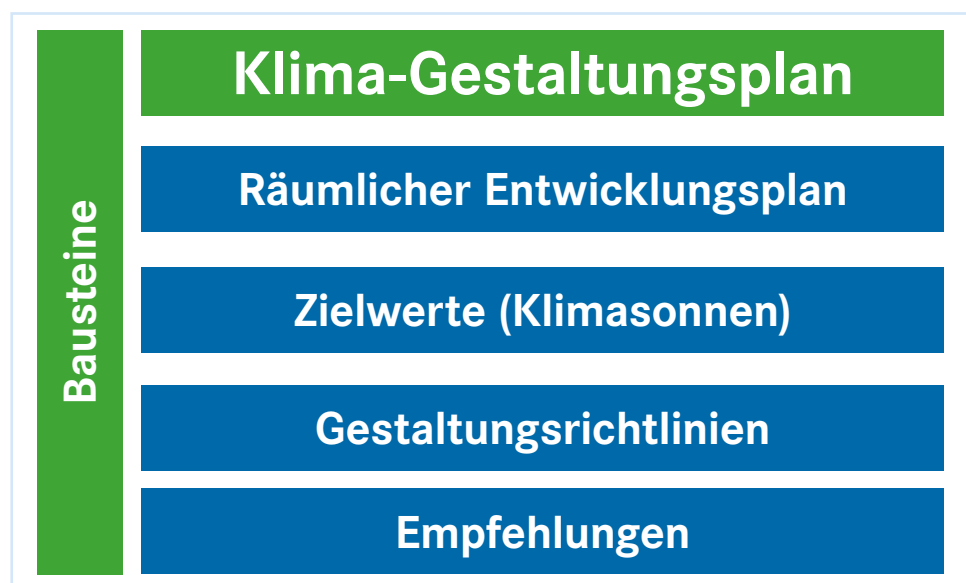 Bausteine
Klima-Gestaltungsplan
Räumlicher Entwicklungsplan
Zielwerte (Klimasonnen)
Gestaltungsrichtlinien
Empfehlungen